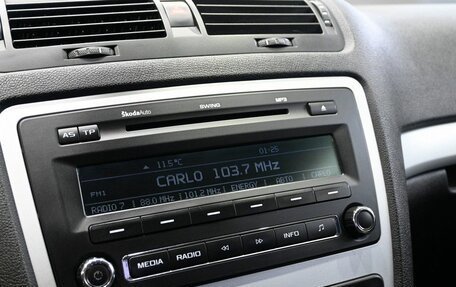 ŠkodaAuto SWING MP3
AS TP
11.5°C 01:25
CARLO 103.7 MHz
FM1
RADIO 7 88.0 MHz 101.2 MHz ENERGY АВТО CARLO
MEDIA RADIO INFO